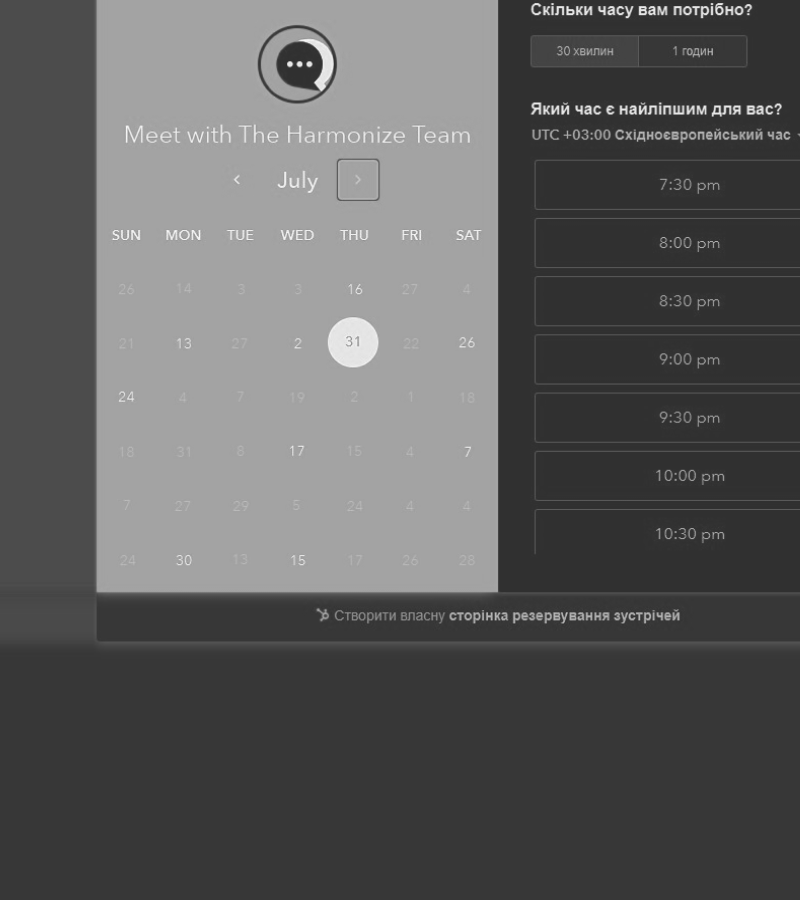 Скільки часу вам потрібно?
30 хвилин 1 годин
Meet with The Harmonize Team
July
Який час є найліпшим для вас?
UTC +03:00 Східноєвропейський час
SUN MON TUE WED THU FRI SAT
26 14 3 3 16 27 4
21 13 27 2 31 22 26
24 4 7 19 2 1 18
18 31 8 17 15 4 7
7 27 29 5 24 4 4
24 30 13 15 17 26 28
7:30 pm
8:00 pm
8:30 pm
9:00 pm
9:30 pm
10:00 pm
10:30 pm
Створити власну сторінка резервування зустрічей